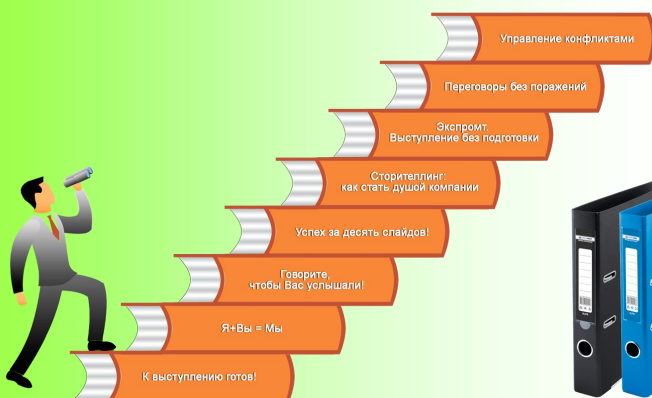 Управление конфликтами
Переговоры без поражений
Экспромт.
Выступление без подготовки
Сторителлинг:
как стать душой компании
Успех за десять слайдов!
Говорите,
чтобы Вас услышали!
Я+Вы = Мы
К выступлению готов!